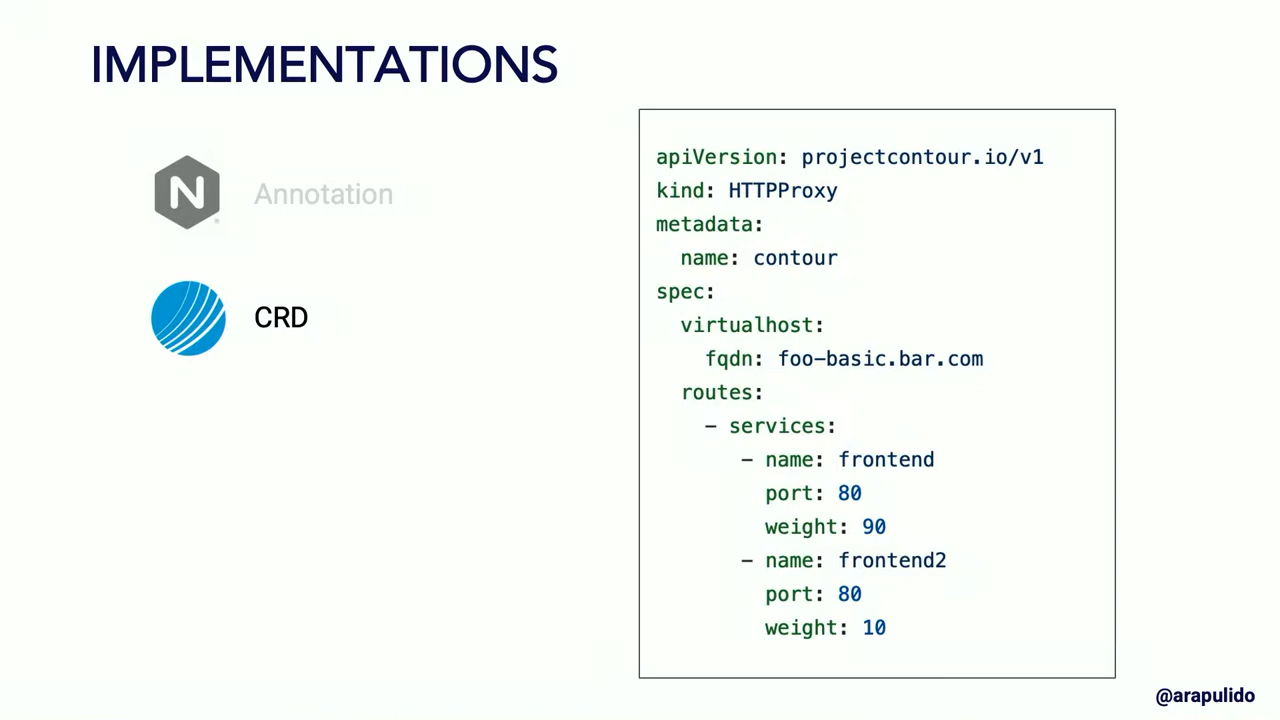 IMPLEMENTATIONS
N
Annotation
CRD
apiVersion: projectcontour.io/v1
kind: HTTPProxy
metadata:
  name: contour
spec:
  virtualhost:
    fqdn: foo-basic.bar.com
  routes:
    - services:
       - name: frontend
         port: 80
         weight: 90
       - name: frontend2
         port: 80
         weight: 10
@arapulido